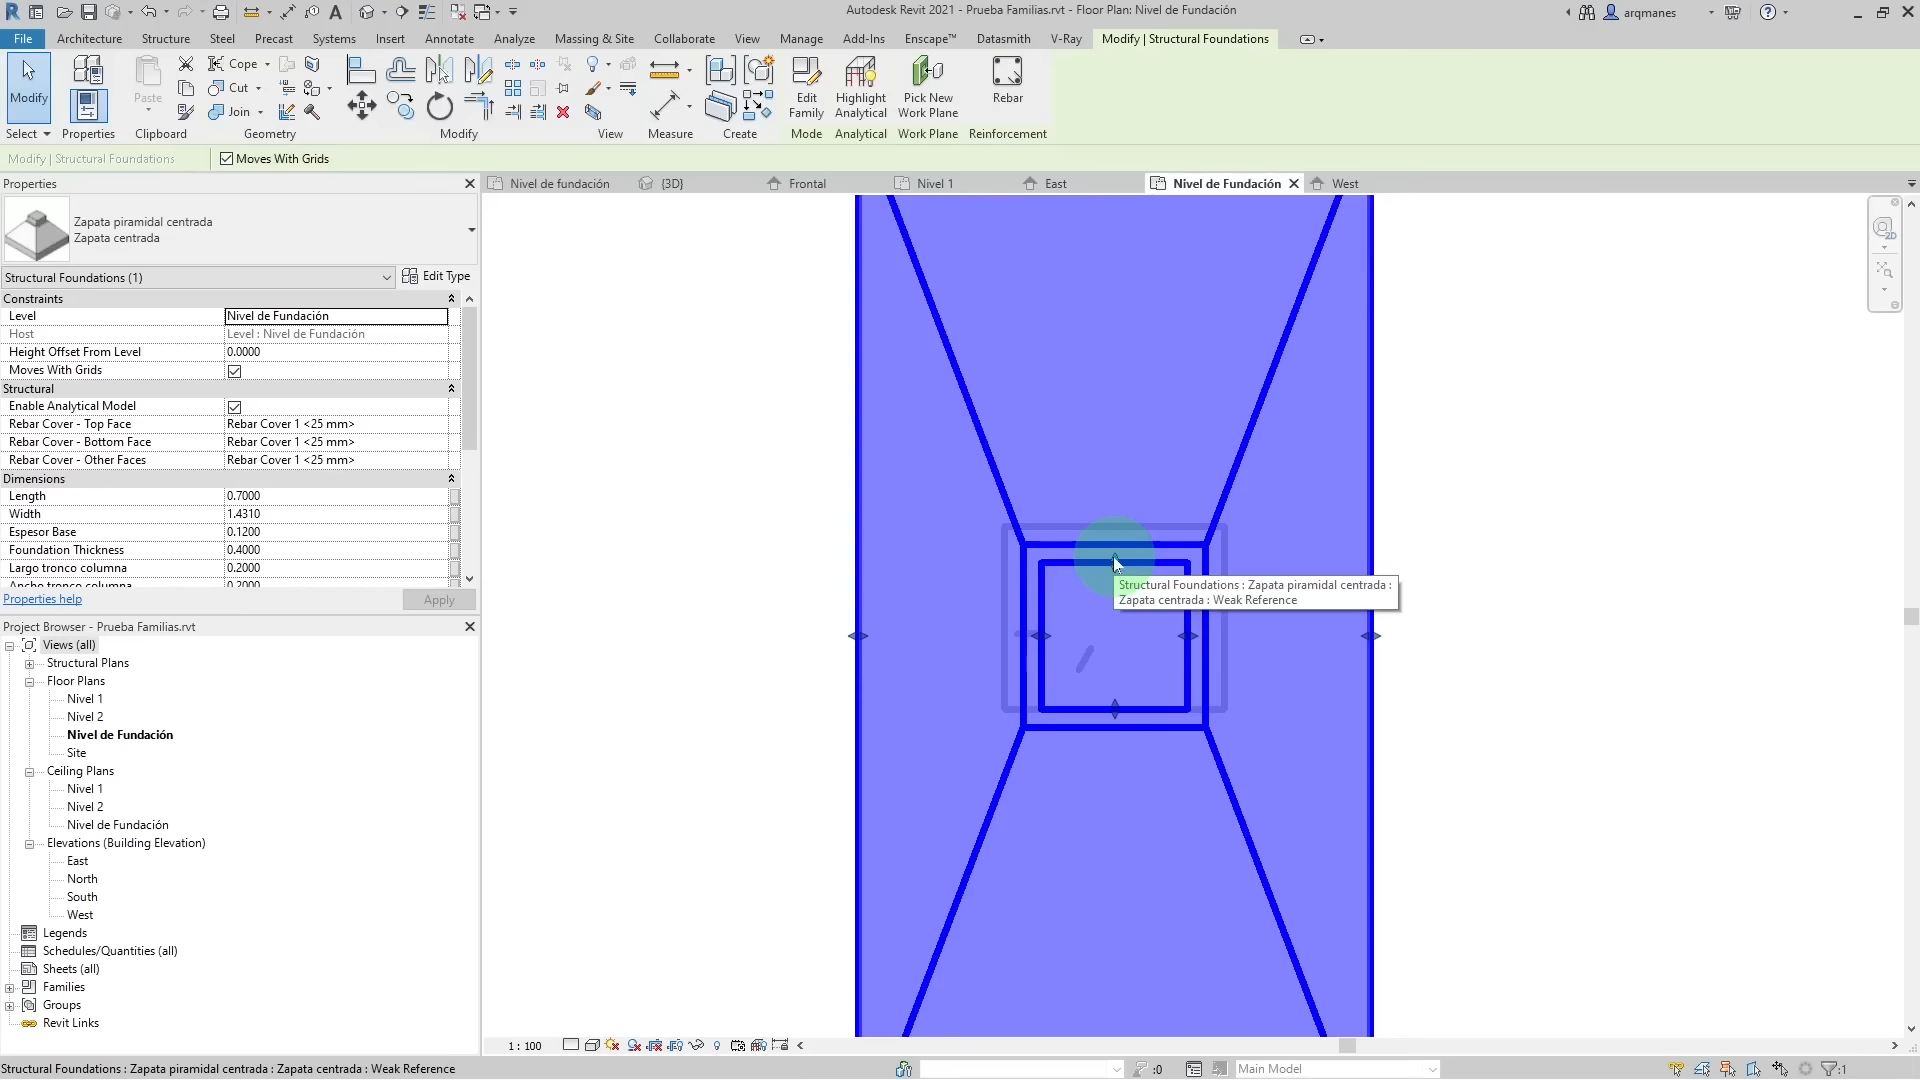 Autodesk Revit 2021 - Prueba Familias.rvt - Floor Plan: Nivel de Fundación
arqmanes
File Architecture Structure Steel Precast Systems Insert Annotate Analyze Massing & Site Collaborate View Manage Add-Ins Enscape™ Datasmith V-Ray Modify | Structural Foundations
Modify
Paste
Cope
Cut
Join
Edit Family
Highlight Analytical
Pick New Work Plane
Rebar
Select Properties Clipboard Geometry Modify View Measure Create Mode Analytical Work Plane Reinforcement
Modify | Structural Foundations Moves With Grids
Properties
Nivel de fundación {3D} Frontal Nivel 1 East Nivel de Fundación West
Zapata piramidal centrada
Zapata centrada
Structural Foundations (1) Edit Type
Constraints
Level Nivel de Fundación
Host Level : Nivel de Fundación
Height Offset From Level 0.0000
Moves With Grids
Structural
Enable Analytical Model
Rebar Cover - Top Face Rebar Cover 1 <25 mm>
Rebar Cover - Bottom Face Rebar Cover 1 <25 mm>
Rebar Cover - Other Faces Rebar Cover 1 <25 mm>
Dimensions
Length 0.7000
Width 1.4310
Espesor Base 0.1200
Foundation Thickness 0.4000
Largo tronco columna 0.2000
Ancho tronco columna 0.2000
Properties help Apply
Structural Foundations : Zapata piramidal centrada :
Zapata centrada : Weak Reference
2D
Project Browser - Prueba Familias.rvt
Views (all)
Structural Plans
Floor Plans
Nivel 1
Nivel 2
Nivel de Fundación
Site
Ceiling Plans
Nivel 1
Nivel 2
Nivel de Fundación
Elevations (Building Elevation)
East
North
South
West
Legends
Schedules/Quantities (all)
Sheets (all)
Families
Groups
Revit Links
1 : 100
Structural Foundations : Zapata piramidal centrada : Zapata centrada : Weak Reference
:0
Main Model
:1